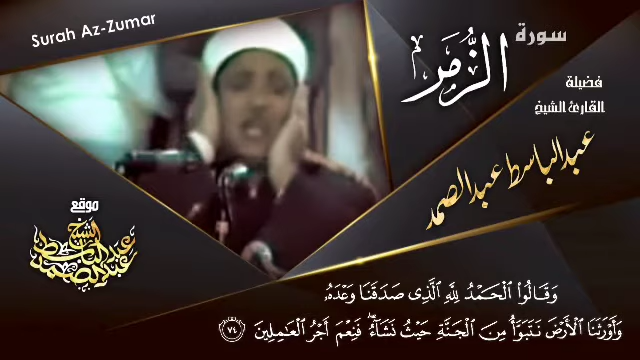 Surah Az-Zumar
سورة
الزُّمَر
فضيلة
القارئ الشيخ
عبدالباسط عبدالصمد
موقع
الشيخ
عبدالباسط
عبدالصمد
وَقَالُوا۟ ٱلْحَمْدُ لِلَّهِ ٱلَّذِى صَدَقَنَا وَعْدَهُۥ
وَأَوْرَثَنَا ٱلْأَرْضَ نَتَبَوَّأُ مِنَ ٱلْجَنَّةِ حَيْثُ نَشَآءُ ۖ فَنِعْمَ أَجْرُ ٱلْعَـٰمِلِينَ ﴿٧٤﴾